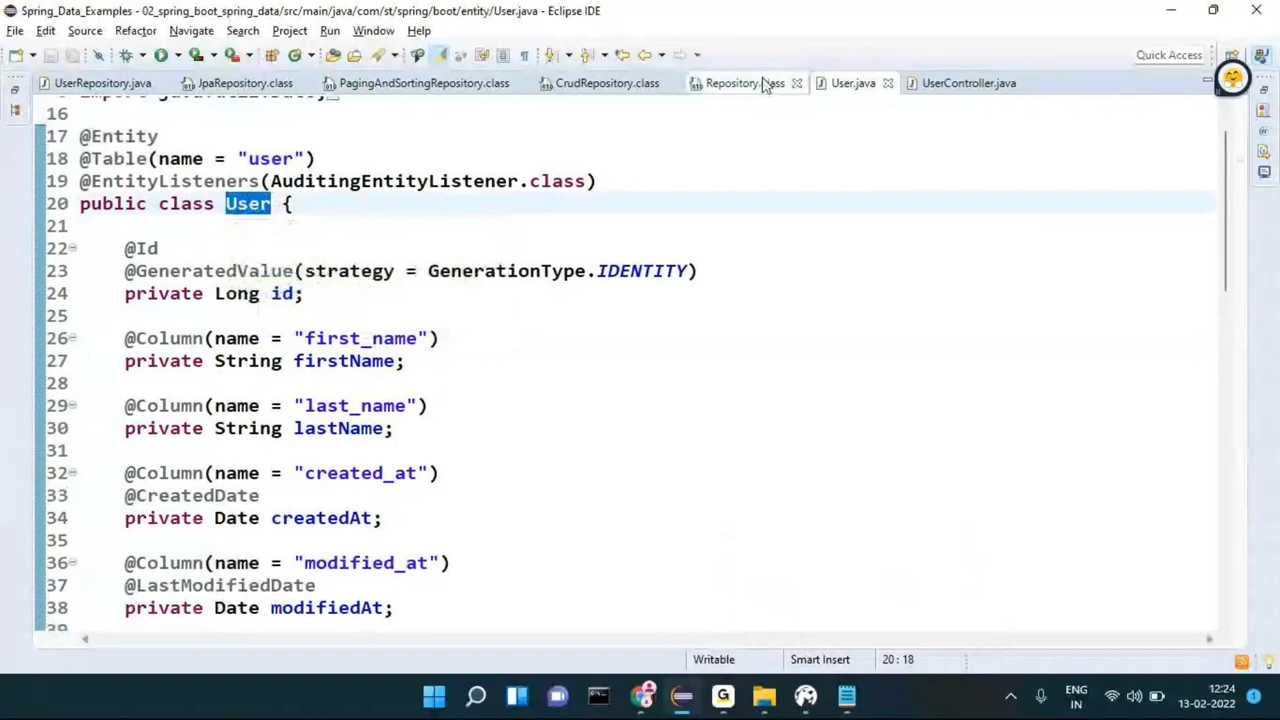 Spring_Data_Examples - 02_spring_boot_spring_data/src/main/java/com/st/spring/boot/entity/User.java - Eclipse IDE
File Edit Source Refactor Navigate Search Project Run Window Help
Quick Access
UserRepository.java JpaRepository.class PagingAndSortingRepository.class CrudRepository.class Repository.class User.java UserController.java
16
17 @Entity
18 @Table(name = "user")
19 @EntityListeners(AuditingEntityListener.class)
20 public class User {
21
22 @Id
23 @GeneratedValue(strategy = GenerationType.IDENTITY)
24 private Long id;
25
26 @Column(name = "first_name")
27 private String firstName;
28
29 @Column(name = "last_name")
30 private String lastName;
31
32 @Column(name = "created_at")
33 @CreatedDate
34 private Date createdAt;
35
36 @Column(name = "modified_at")
37 @LastModifiedDate
38 private Date modifiedAt;
Writable Smart Insert 20 : 18
ENG
IN
12:24
13-02-2022